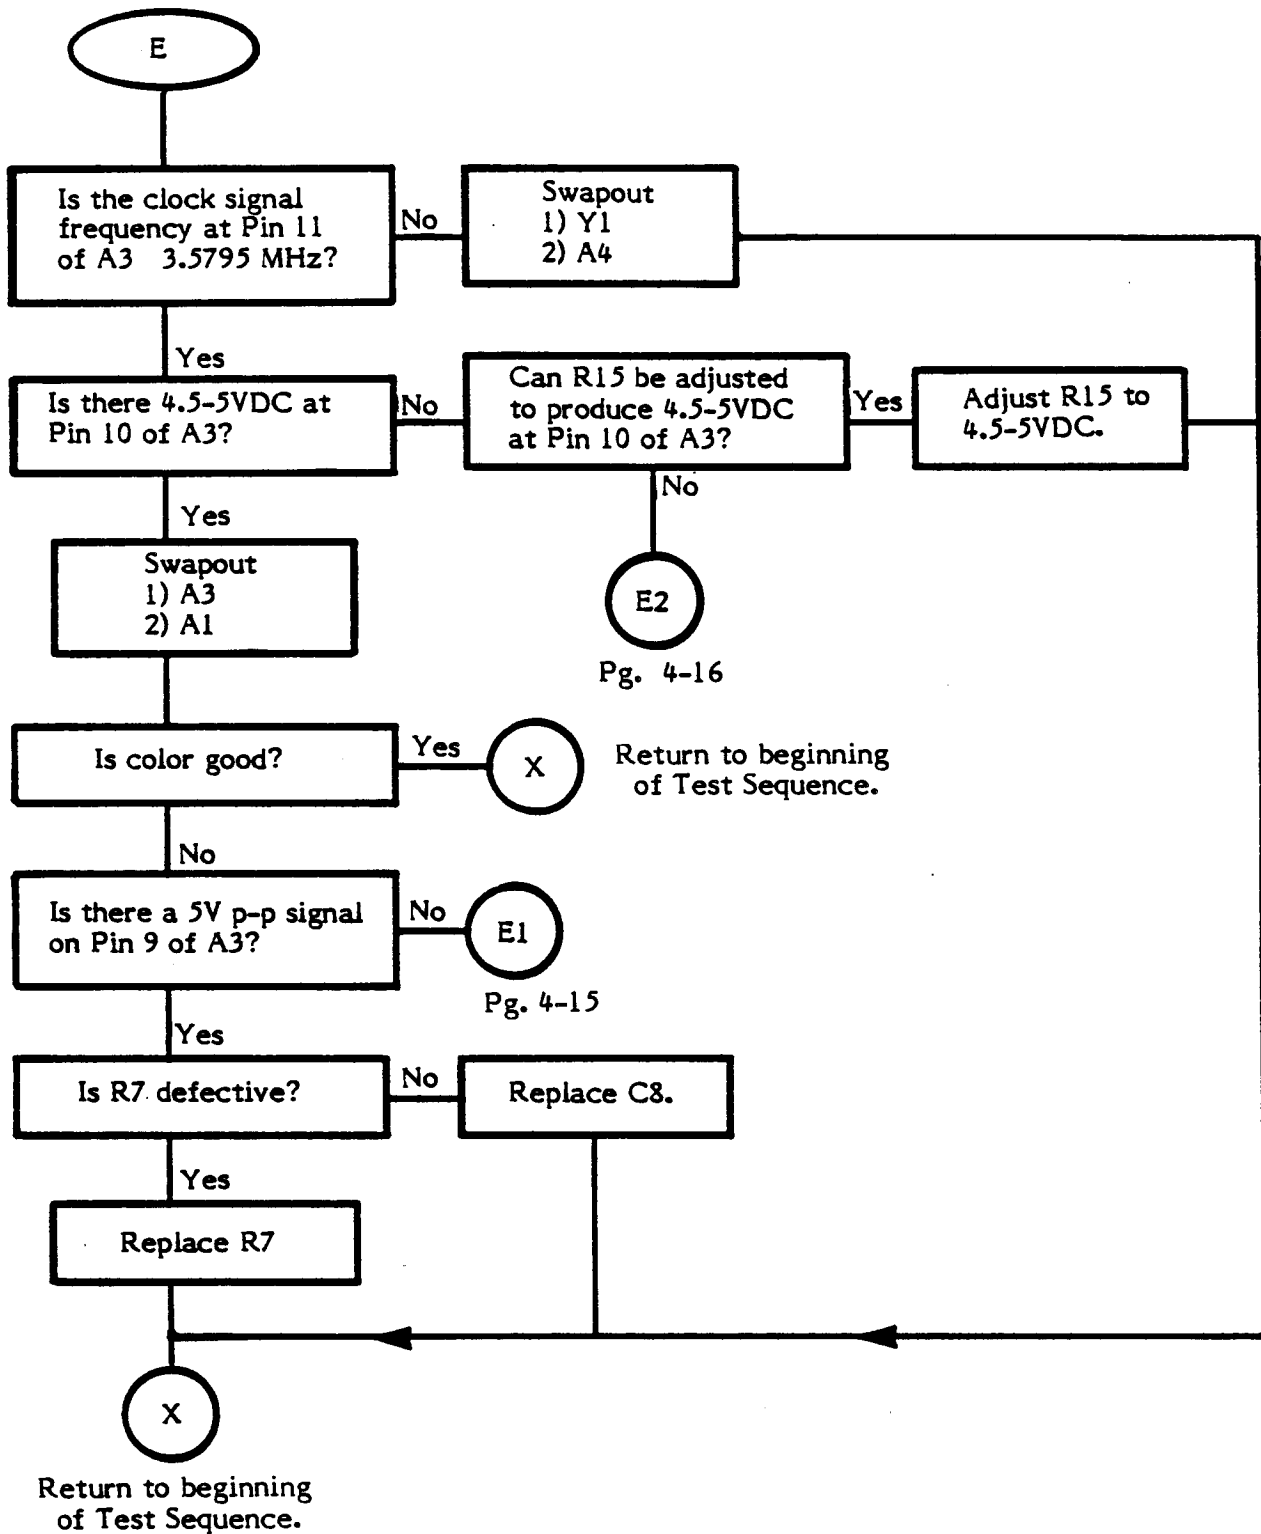 E
Is the clock signal
frequency at Pin 11
of A3 3.5795 MHz?
No
Swapout
1) Y1
2) A4
Yes
Is there 4.5-5VDC at
Pin 10 of A3?
No
Can R15 be adjusted
to produce 4.5-5VDC
at Pin 10 of A3?
Yes
Adjust R15 to
4.5-5VDC.
No
E2
Pg. 4-16
Yes
Swapout
1) A3
2) A1
Is color good?
Yes
X
Return to beginning
of Test Sequence.
No
Is there a 5V p-p signal
on Pin 9 of A3?
No
E1
Pg. 4-15
Yes
Is R7 defective?
No
Replace C8.
Yes
Replace R7
X
Return to beginning
of Test Sequence.